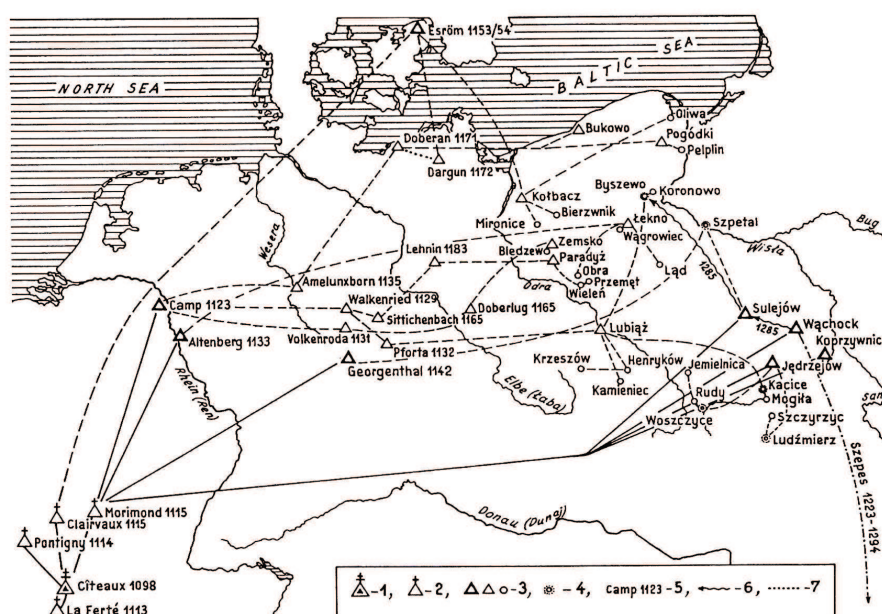 Esröm 1153/54
BALTIC SEA
NORTH SEA
Oliwa
Bukowo
Doberan 1171
Pogódki
Pelplin
Dargun 1172
Byszewo
Koronowo
Kołbacz
Bierzwnik
Mironice
Łekno
Szpetal
Bug
Wągrowiec
Wisła
Wesera
Lehnin 1183
Zemsko
Bledzewo
Paradyż
Obra
Przemęt
Ląd
Wieleń
Odra
1285
Amelunxborn 1135
Walkenried 1129
Camp 1123
Sittichenbach 1165
Doberlug 1165
Sulejów
1285
Wąchock
Volkenroda 1131
Altenberg 1133
Lubiąż
Koprzywnica
Pforta 1132
Georgenthal 1142
Krzeszów
Henryków
Jemielnica
Jędrzejów
Kamieniec
Rudy
Kacice
Mogiła
San
Rhein (Ren)
Elbe (Łaba)
Woszczyce
Szczyrzyc
Ludźmierz
Szepes 1223-1294
Morimond 1115
Clairvaux 1115
Pontigny 1114
Donau (Dunaj)
Cîteaux 1098
La Ferté 1113
-1, -2, -3, -4, Camp 1123 -5, -6, -7